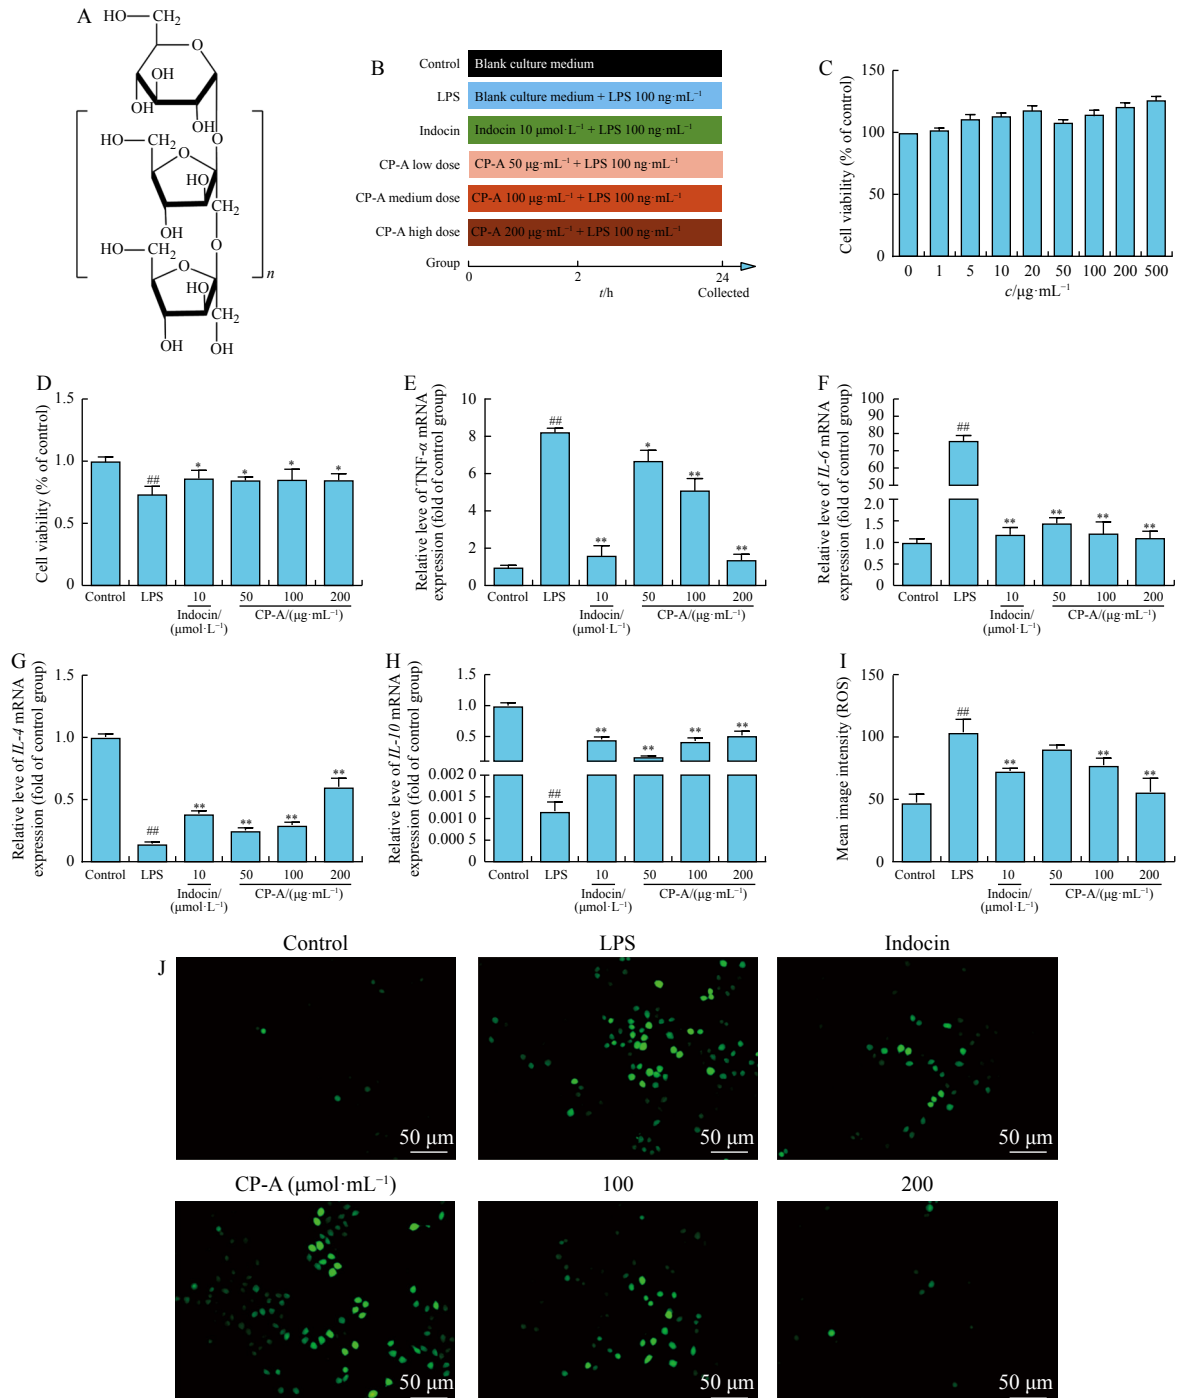 A
HO—CH₂
O
OH
HO
OH
OH
O
HO—CH₂
O
HO
CH₂
OH
O
HO—CH₂
O
HO
CH₂
OH
OH
n
B
Control
Blank culture medium
LPS
Blank culture medium + LPS 100 ng·mL⁻¹
Indocin
Indocin 10 μmol·L⁻¹ + LPS 100 ng·mL⁻¹
CP-A low dose
CP-A 50 μg·mL⁻¹ + LPS 100 ng·mL⁻¹
CP-A medium dose
CP-A 100 μg·mL⁻¹ + LPS 100 ng·mL⁻¹
CP-A high dose
CP-A 200 μg·mL⁻¹ + LPS 100 ng·mL⁻¹
Group
0 2 24
t/h Collected
C
Cell viability (% of control)
150
100
50
0
0 1 5 10 20 50 100 200 500
c/μg·mL⁻¹
D
Cell viability (% of control)
1.5
1.0
0.5
0
## * * * *
Control LPS 10 50 100 200
Indocin/ CP-A/(μg·mL⁻¹)
(μmol·L⁻¹)
E
Relative leve of TNF-α mRNA
expression (fold of control group)
10
8
6
4
2
0
## ** * ** **
Control LPS 10 50 100 200
Indocin/ CP-A/(μg·mL⁻¹)
(μmol·L⁻¹)
F
Relative leve of IL-6 mRNA
expression (fold of control group)
100
90
80
70
60
50
2.0
1.5
1.0
0.5
0
## ** ** ** **
Control LPS 10 50 100 200
Indocin/ CP-A/(μg·mL⁻¹)
(μmol·L⁻¹)
G
Relative leve of IL-4 mRNA
expression (fold of control group)
1.5
1.0
0.5
0
## ** ** ** **
Control LPS 10 50 100 200
Indocin/ CP-A/(μg·mL⁻¹)
(μmol·L⁻¹)
H
Relative leve of IL-10 mRNA
expression (fold of control group)
1.5
1.0
0.5
0.002 0
0.001 5
0.001 0
0.000 5
0.000 0
## ** ** ** **
Control LPS 10 50 100 200
Indocin/ CP-A/(μg·mL⁻¹)
(μmol·L⁻¹)
I
Mean image intensity (ROS)
150
100
50
0
## ** ** **
Control LPS 10 50 100 200
Indocin/ CP-A/(μg·mL⁻¹)
(μmol·L⁻¹)
J
Control LPS Indocin
50 μm 50 μm 50 μm
CP-A (μmol·mL⁻¹) 100 200
50 μm 50 μm 50 μm